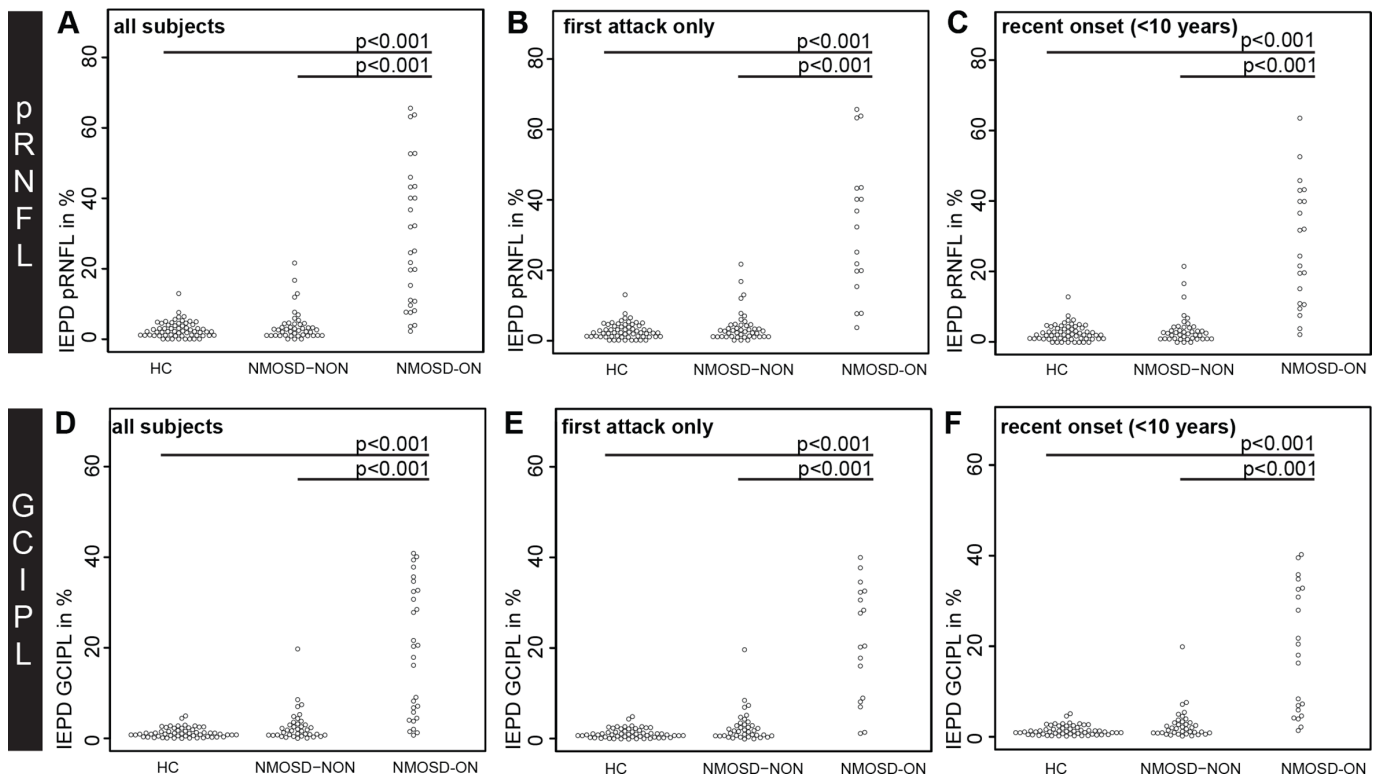 pRNFL
A
all subjects
p<0.001
p<0.001
IEPD pRNFL in %
80
60
40
20
0
HC NMOSD−NON NMOSD-ON
B
first attack only
p<0.001
p<0.001
IEPD pRNFL in %
80
60
40
20
0
HC NMOSD−NON NMOSD-ON
C
recent onset (<10 years)
p<0.001
p<0.001
IEPD pRNFL in %
80
60
40
20
0
HC NMOSD−NON NMOSD-ON
GCIPL
D
all subjects
p<0.001
p<0.001
IEPD GCIPL in %
60
40
20
0
HC NMOSD−NON NMOSD-ON
E
first attack only
p<0.001
p<0.001
IEPD GCIPL in %
60
40
20
0
HC NMOSD−NON NMOSD-ON
F
recent onset (<10 years)
p<0.001
p<0.001
IEPD GCIPL in %
60
40
20
0
HC NMOSD−NON NMOSD-ON